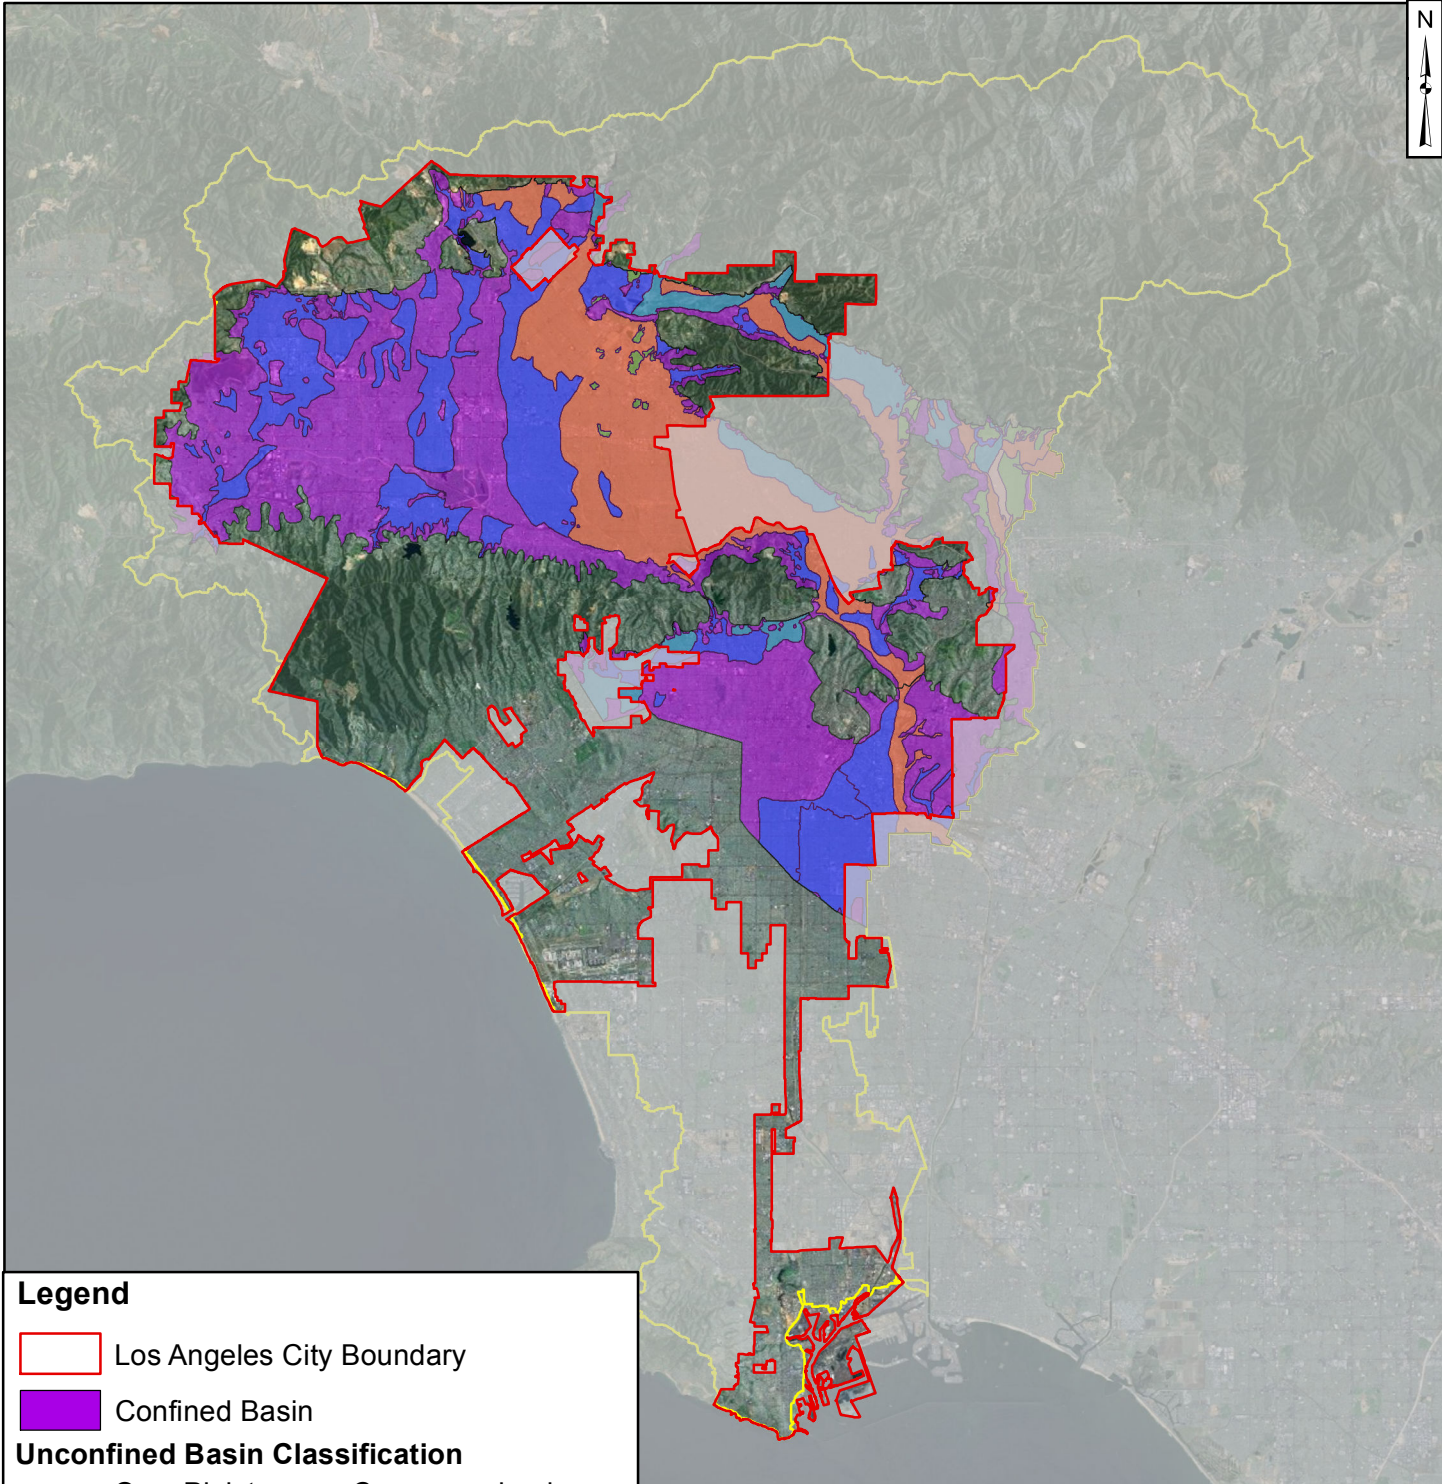 N
Legend
Los Angeles City Boundary
Confined Basin
Unconfined Basin Classification